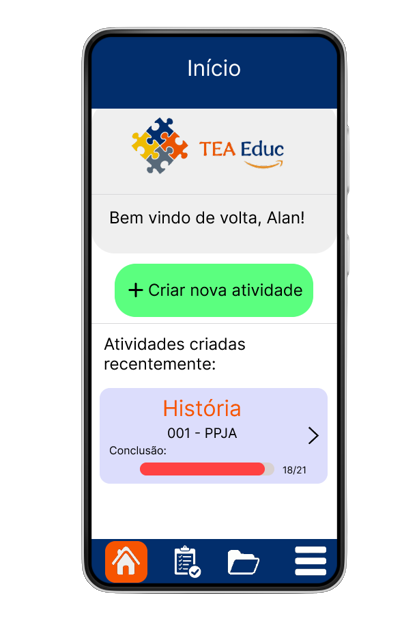 Início
TEA Educ
Bem vindo de volta, Alan!
+ Criar nova atividade
Atividades criadas
recentemente:
História
001 - PPJA
Conclusão:
18/21